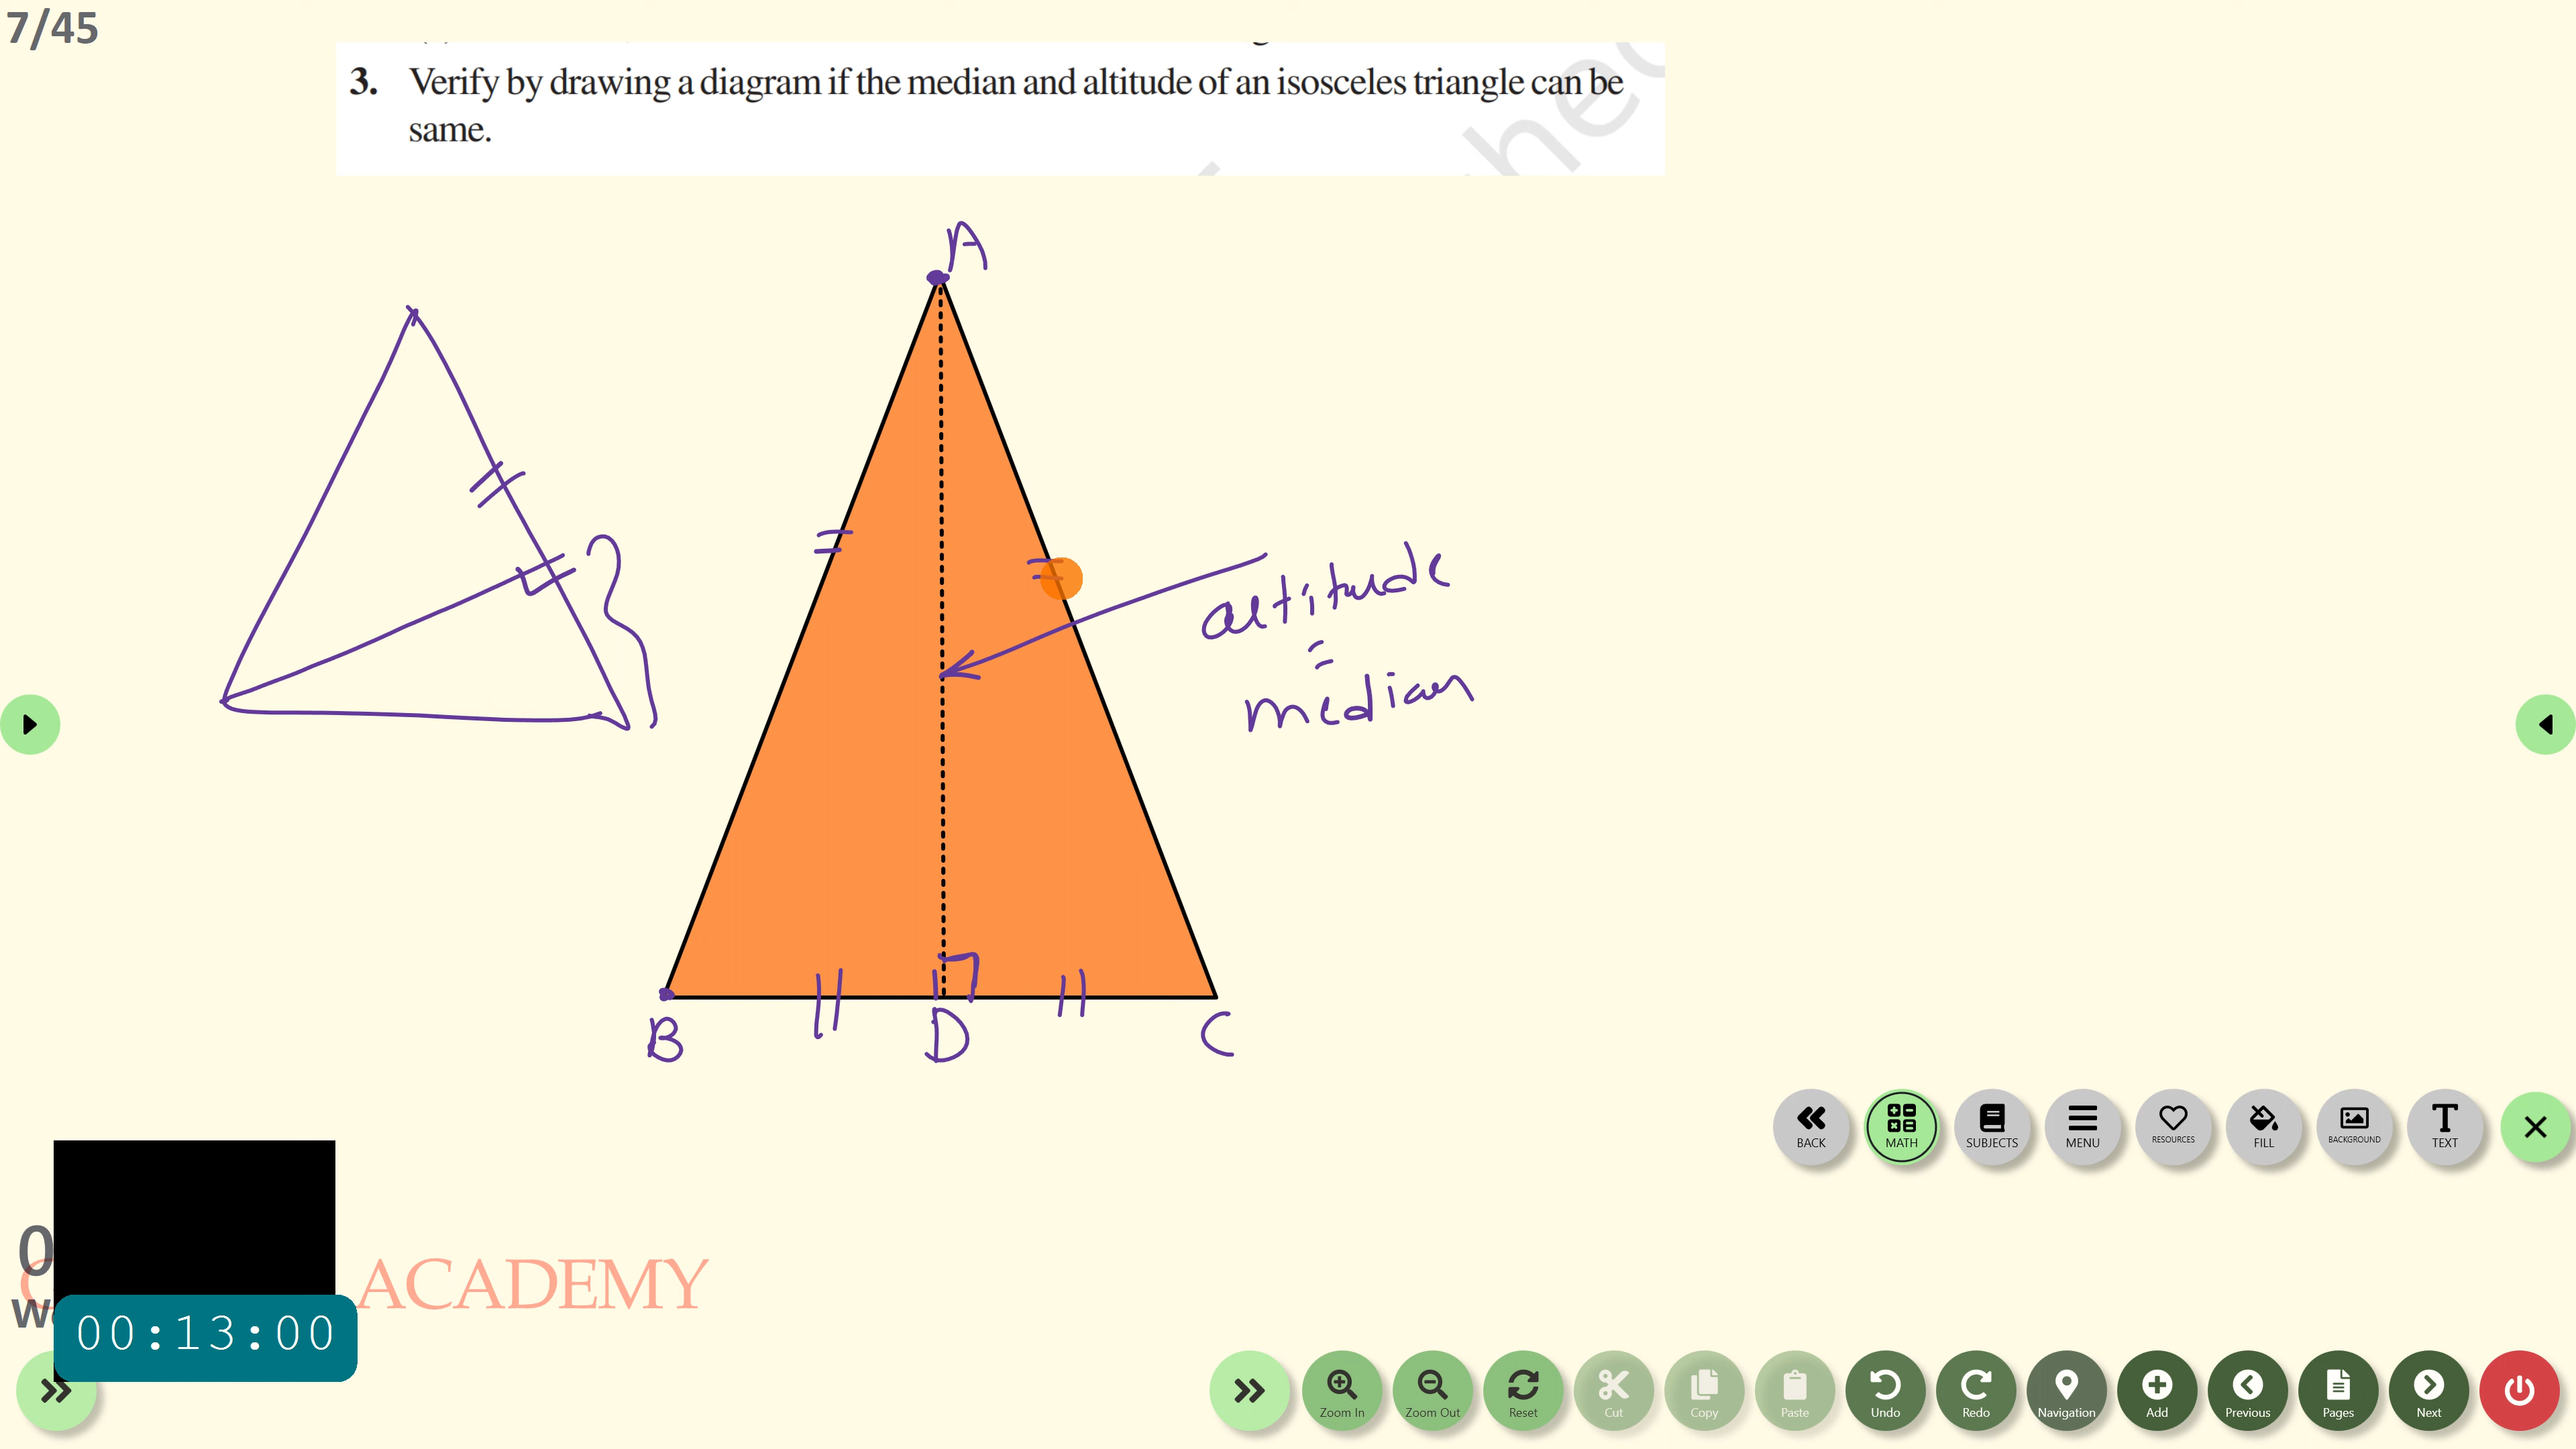 7/45
3. Verify by drawing a diagram if the median and altitude of an isosceles triangle can be
same.
A
altitude
=
median
B D C
BACK MATH SUBJECTS MENU RESOURCES FILL BACKGROUND TEXT
ACADEMY
00:13:00
Zoom In Zoom Out Reset Cut Copy Paste Undo Redo Navigation Add Previous Pages Next